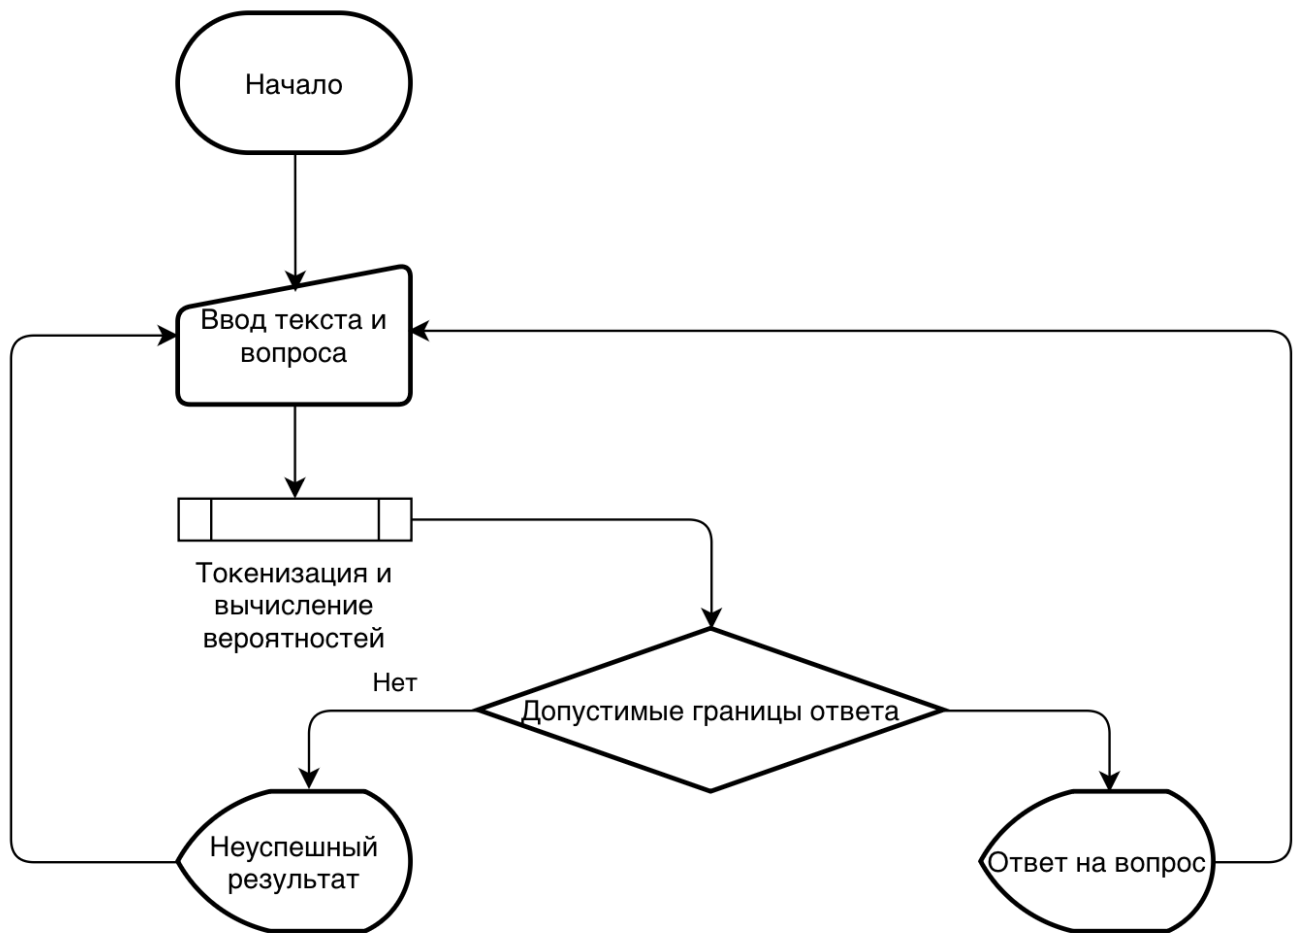 Начало
Ввод текста и
вопроса
Токенизация и
вычисление
вероятностей
Нет
Допустимые границы ответа
Неуспешный
результат
Ответ на вопрос